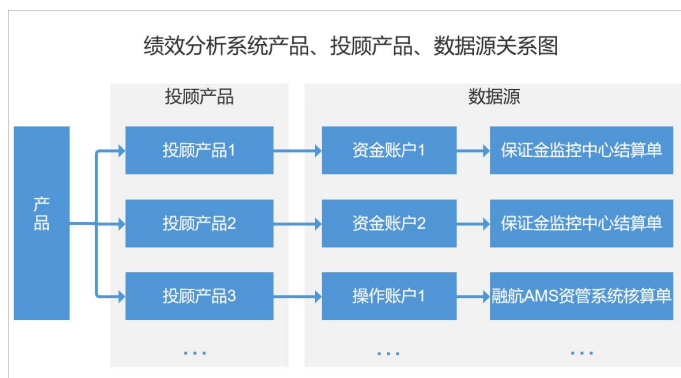 绩效分析系统产品、投顾产品、数据源关系图
投顾产品
数据源
产品
投顾产品1
资金账户1
保证金监控中心结算单
投顾产品2
资金账户2
保证金监控中心结算单
投顾产品3
操作账户1
融航AMS资管系统核算单
...
...
...